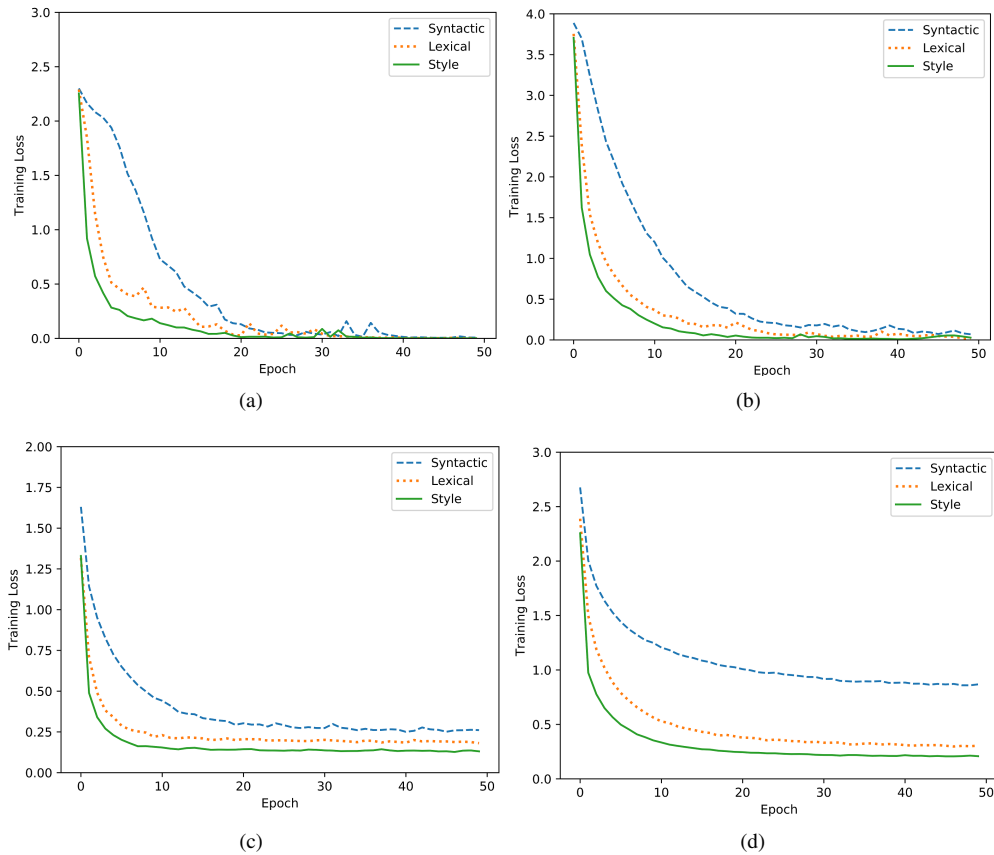 3.0
2.5
2.0
1.5
1.0
0.5
0.0
Training Loss
0 10 20 30 40 50
Epoch
Syntactic
Lexical
Style
(a)
4.0
3.5
3.0
2.5
2.0
1.5
1.0
0.5
0.0
Training Loss
0 10 20 30 40 50
Epoch
Syntactic
Lexical
Style
(b)
2.00
1.75
1.50
1.25
1.00
0.75
0.50
0.25
0.00
Training Loss
0 10 20 30 40 50
Epoch
Syntactic
Lexical
Style
(c)
3.0
2.5
2.0
1.5
1.0
0.5
0.0
Training Loss
0 10 20 30 40 50
Epoch
Syntactic
Lexical
Style
(d)